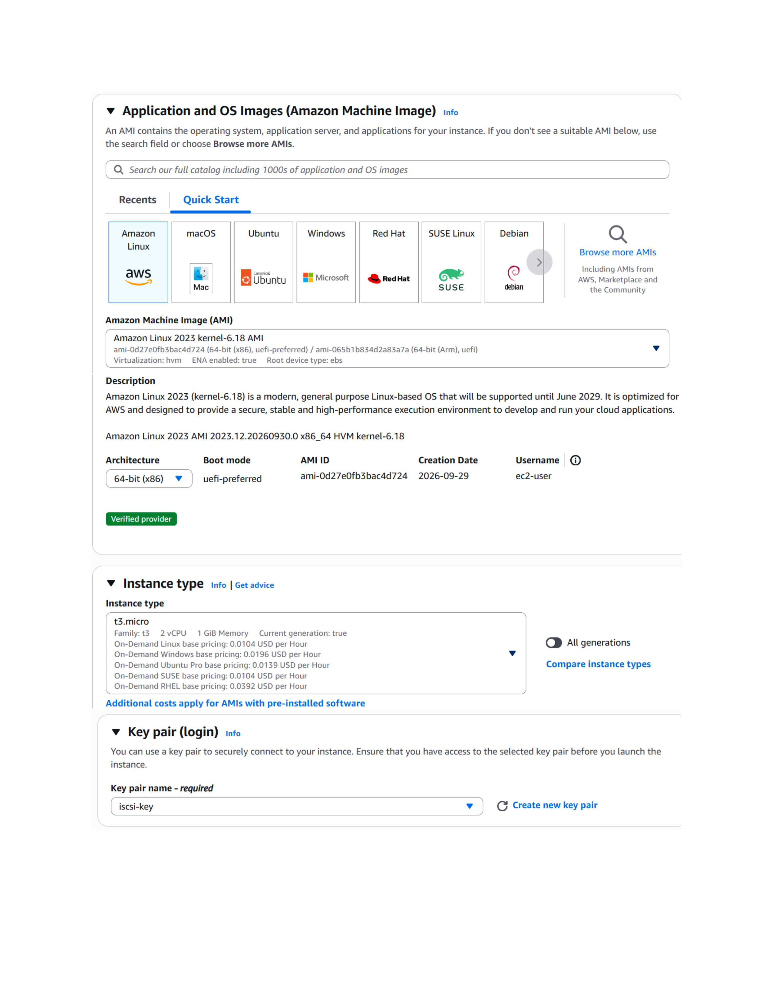 Application and OS Images (Amazon Machine Image) Info
An AMI contains the operating system, application server, and applications for your instance. If you don't see a suitable AMI below, use
the search field or choose Browse more AMIs.
Search our full catalog including 1000s of application and OS images
Recents
Quick Start
Amazon
Linux
aws
macOS
Mac
Ubuntu
Canonical
Ubuntu
Windows
Microsoft
Red Hat
Red Hat
SUSE Linux
SUSE
Debian
debian
Browse more AMIs
Including AMIs from
AWS, Marketplace and
the Community
Amazon Machine Image (AMI)
Amazon Linux 2023 kernel-6.18 AMI
ami-0d27e0fb3bac4d724 (64-bit (x86), uefi-preferred) / ami-065b1b834d2a83a7a (64-bit (Arm), uefi)
Virtualization: hvm ENA enabled: true Root device type: ebs
Description
Amazon Linux 2023 (kernel-6.18) is a modern, general purpose Linux-based OS that will be supported until June 2029. It is optimized for
AWS and designed to provide a secure, stable and high-performance execution environment to develop and run your cloud applications.
Amazon Linux 2023 AMI 2023.12.20260930.0 x86_64 HVM kernel-6.18
Architecture Boot mode AMI ID Creation Date Username
64-bit (x86) uefi-preferred ami-0d27e0fb3bac4d724 2026-09-29 ec2-user
Verified provider
Instance type Info | Get advice
Instance type
t3.micro
Family: t3 2 vCPU 1 GiB Memory Current generation: true
On-Demand Linux base pricing: 0.0104 USD per Hour
On-Demand Windows base pricing: 0.0196 USD per Hour
On-Demand Ubuntu Pro base pricing: 0.0139 USD per Hour
On-Demand SUSE base pricing: 0.0104 USD per Hour
On-Demand RHEL base pricing: 0.0392 USD per Hour
All generations
Compare instance types
Additional costs apply for AMIs with pre-installed software
Key pair (login) Info
You can use a key pair to securely connect to your instance. Ensure that you have access to the selected key pair before you launch the
instance.
Key pair name - required
iscsi-key
Create new key pair